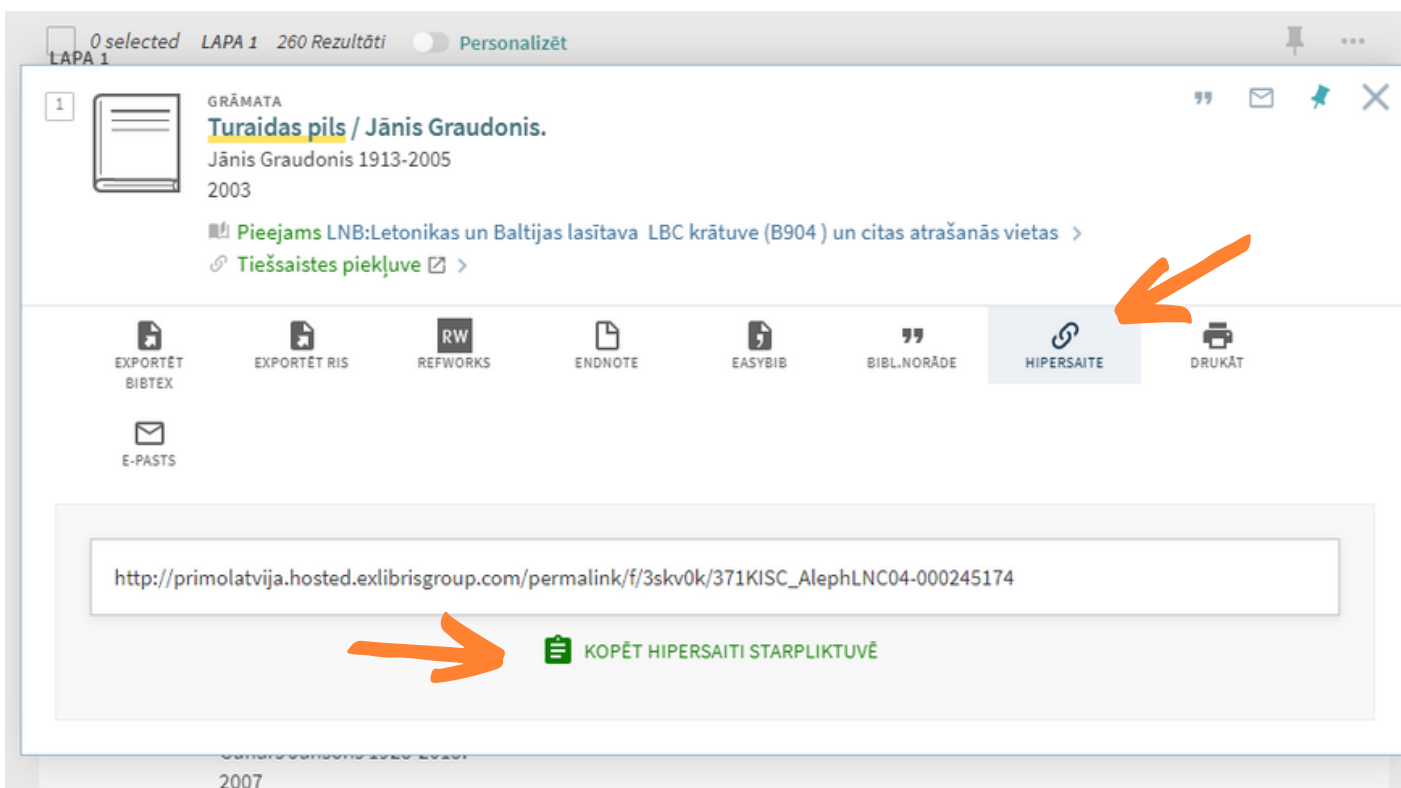 0 selected LAPA 1 260 Rezultāti Personalizēt
LAPA 1
1
GRĀMATA
Turaidas pils / Jānis Graudonis.
Jānis Graudonis 1913-2005
2003
Pieejams LNB:Letonikas un Baltijas lasītava LBC krātuve (B904 ) un citas atrašanās vietas >
Tiešsaistes piekļuve >
EXPORTĒT BIBTEX
EXPORTĒT RIS
RW
REFWORKS
ENDNOTE
EASYBIB
BIBL.NORĀDE
HIPERSAITE
DRUKĀT
E-PASTS
http://primolatvija.hosted.exlibrisgroup.com/permalink/f/3skv0k/371KISC_AlephLNC04-000245174
KOPĒT HIPERSAITI STARPLIKTUVĒ
2007